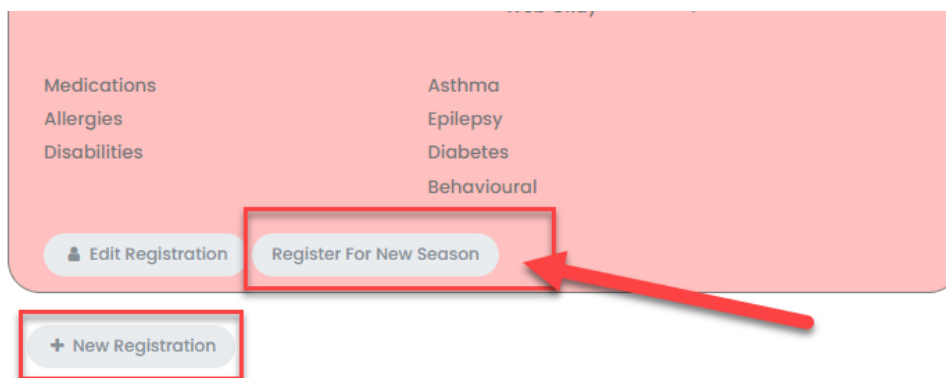 Medications
Allergies
Disabilities
Asthma
Epilepsy
Diabetes
Behavioural
Edit Registration
Register For New Season
+ New Registration